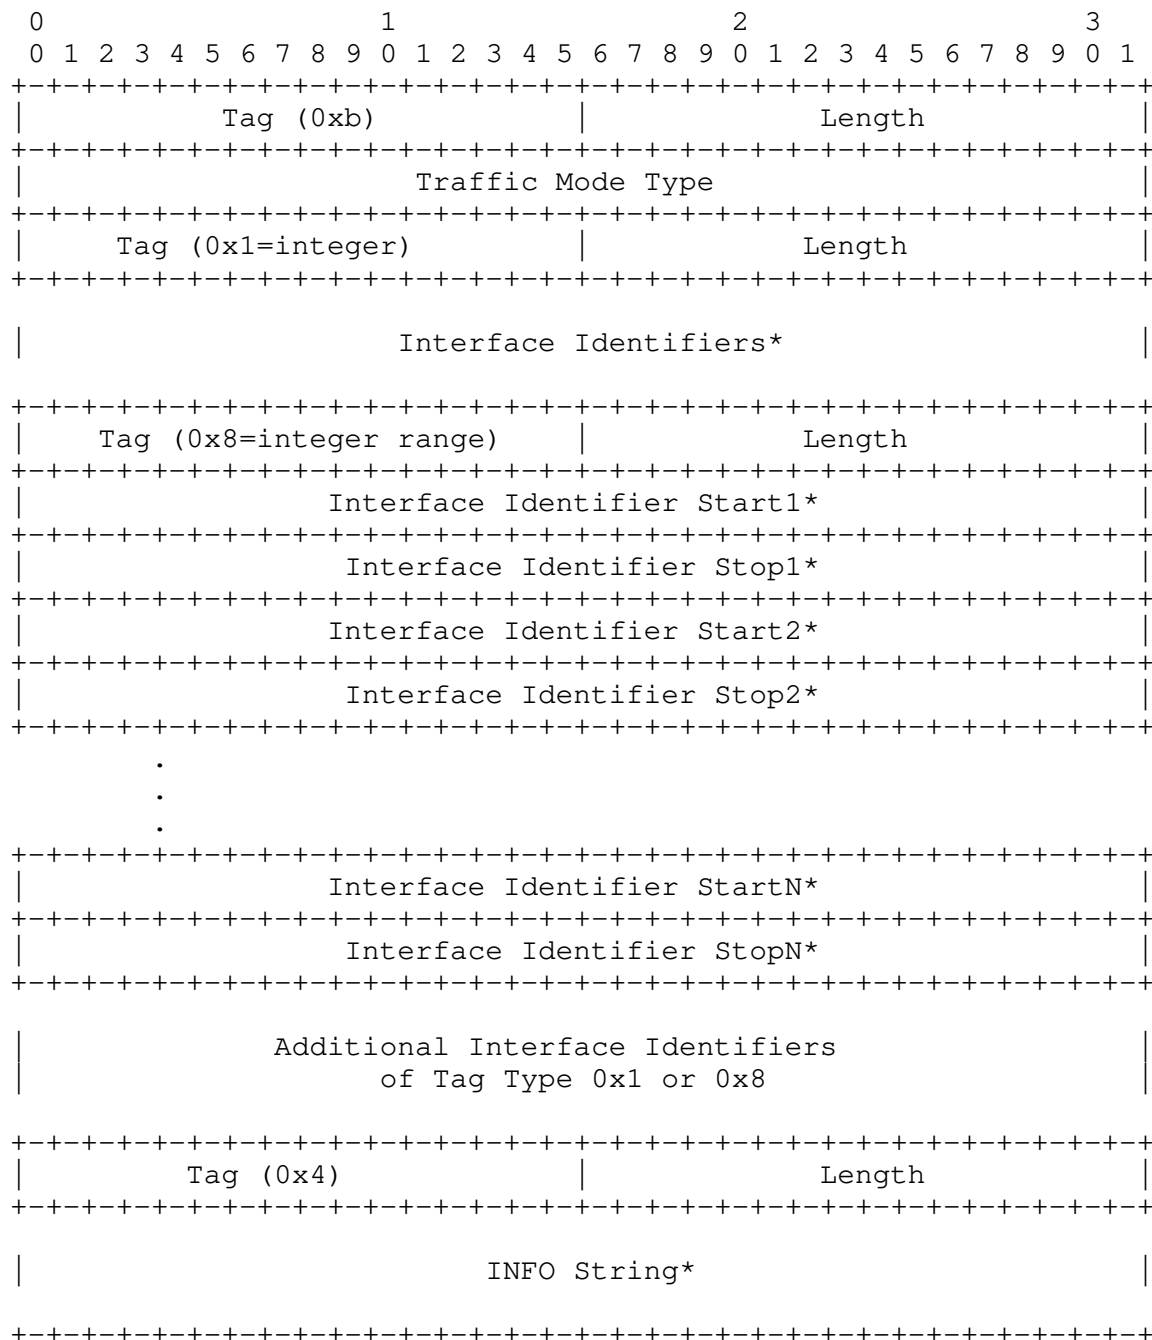 0                   1                   2                   3
0 1 2 3 4 5 6 7 8 9 0 1 2 3 4 5 6 7 8 9 0 1 2 3 4 5 6 7 8 9 0 1
+-+-+-+-+-+-+-+-+-+-+-+-+-+-+-+-+-+-+-+-+-+-+-+-+-+-+-+-+-+-+-+-+
|           Tag (0xb)           |             Length            |
+-+-+-+-+-+-+-+-+-+-+-+-+-+-+-+-+-+-+-+-+-+-+-+-+-+-+-+-+-+-+-+-+
|                      Traffic Mode Type                        |
+-+-+-+-+-+-+-+-+-+-+-+-+-+-+-+-+-+-+-+-+-+-+-+-+-+-+-+-+-+-+-+-+
|     Tag (0x1=integer)         |            Length             |
+-+-+-+-+-+-+-+-+-+-+-+-+-+-+-+-+-+-+-+-+-+-+-+-+-+-+-+-+-+-+-+-+
|                     Interface Identifiers*                    |
+-+-+-+-+-+-+-+-+-+-+-+-+-+-+-+-+-+-+-+-+-+-+-+-+-+-+-+-+-+-+-+-+
|    Tag (0x8=integer range)    |            Length             |
+-+-+-+-+-+-+-+-+-+-+-+-+-+-+-+-+-+-+-+-+-+-+-+-+-+-+-+-+-+-+-+-+
|                 Interface Identifier Start1*                  |
+-+-+-+-+-+-+-+-+-+-+-+-+-+-+-+-+-+-+-+-+-+-+-+-+-+-+-+-+-+-+-+-+
|                  Interface Identifier Stop1*                  |
+-+-+-+-+-+-+-+-+-+-+-+-+-+-+-+-+-+-+-+-+-+-+-+-+-+-+-+-+-+-+-+-+
|                 Interface Identifier Start2*                  |
+-+-+-+-+-+-+-+-+-+-+-+-+-+-+-+-+-+-+-+-+-+-+-+-+-+-+-+-+-+-+-+-+
|                  Interface Identifier Stop2*                  |
+-+-+-+-+-+-+-+-+-+-+-+-+-+-+-+-+-+-+-+-+-+-+-+-+-+-+-+-+-+-+-+-+
.
.
.
+-+-+-+-+-+-+-+-+-+-+-+-+-+-+-+-+-+-+-+-+-+-+-+-+-+-+-+-+-+-+-+-+
|                 Interface Identifier StartN*                  |
+-+-+-+-+-+-+-+-+-+-+-+-+-+-+-+-+-+-+-+-+-+-+-+-+-+-+-+-+-+-+-+-+
|                  Interface Identifier StopN*                  |
+-+-+-+-+-+-+-+-+-+-+-+-+-+-+-+-+-+-+-+-+-+-+-+-+-+-+-+-+-+-+-+-+
|              Additional Interface Identifiers                 |
|                    of Tag Type 0x1 or 0x8                     |
+-+-+-+-+-+-+-+-+-+-+-+-+-+-+-+-+-+-+-+-+-+-+-+-+-+-+-+-+-+-+-+-+
|         Tag (0x4)             |             Length            |
+-+-+-+-+-+-+-+-+-+-+-+-+-+-+-+-+-+-+-+-+-+-+-+-+-+-+-+-+-+-+-+-+
|                          INFO String*                         |
+-+-+-+-+-+-+-+-+-+-+-+-+-+-+-+-+-+-+-+-+-+-+-+-+-+-+-+-+-+-+-+-+